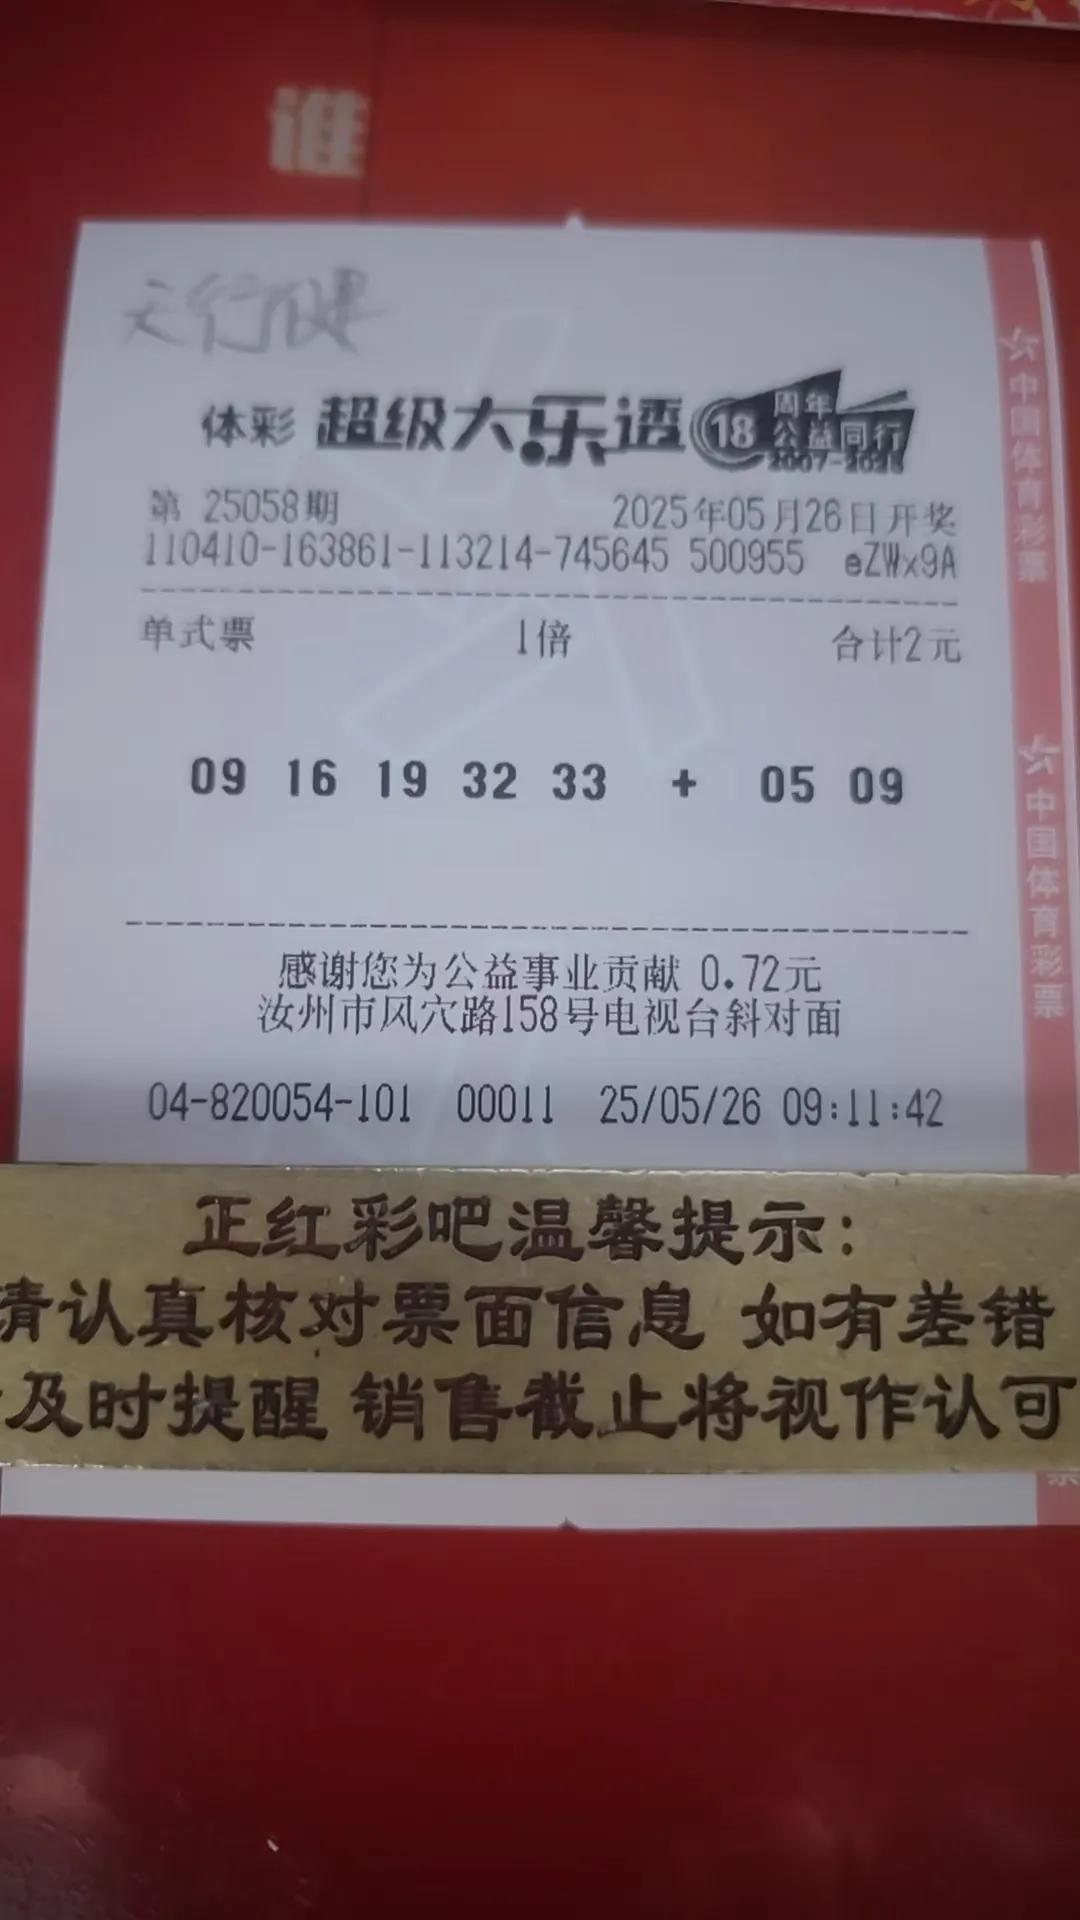 谁
天行健
体彩 超级大乐透 18 周年 公益同行 2007-2025
第 25058期 2025年05月26日开奖
110410-163861-113214-745645 500955 eZWx9A
单式票 1倍 合计2元
09 16 19 32 33 + 05 09
感谢您为公益事业贡献 0.72元
汝州市风穴路158号电视台斜对面
04-820054-101 00011 25/05/26 09:11:42
中国体育彩票
中国体育彩票
正红彩吧温馨提示：
请认真核对票面信息 如有差错
及时提醒 销售截止将视作认可
票